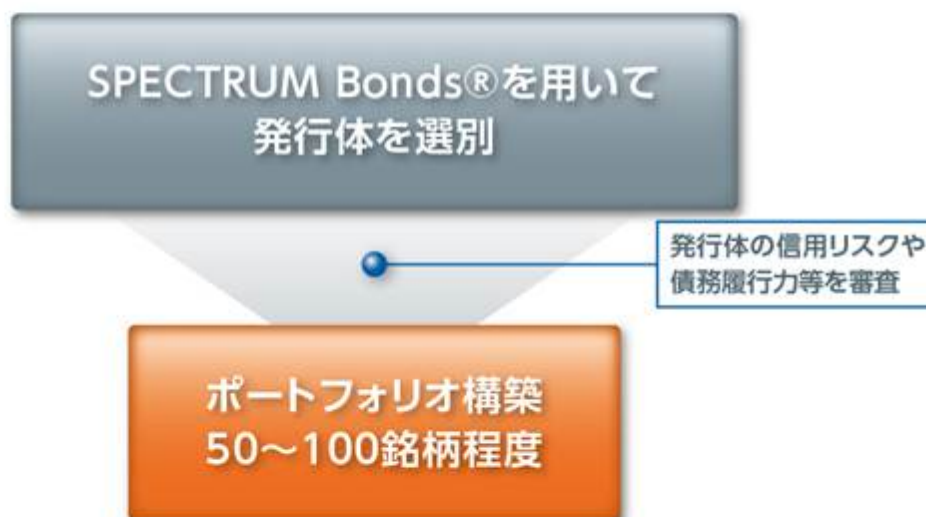 SPECTRUM Bonds®を用いて
発行体を選別
発行体の信用リスクや
債務履行力等を審査
ポートフォリオ構築
50～100銘柄程度